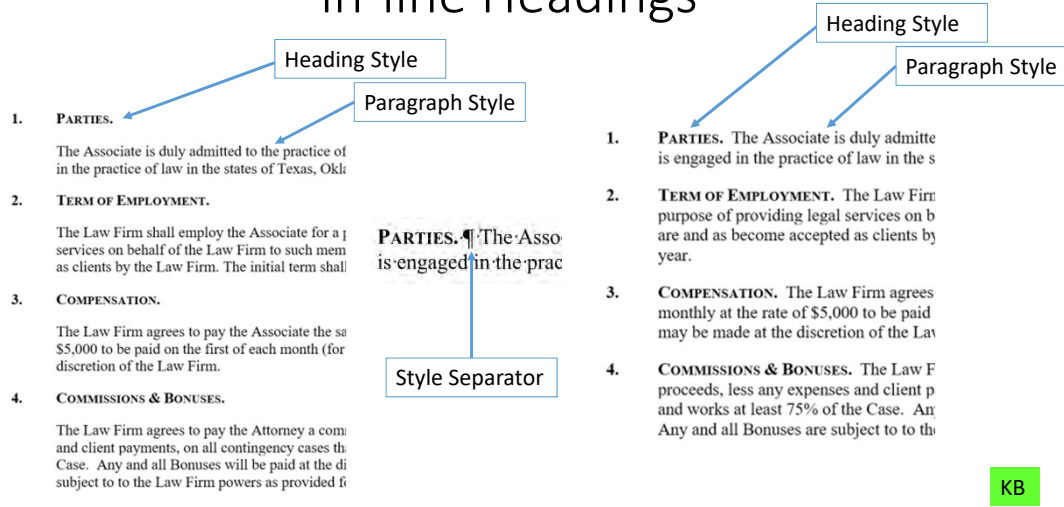 In-line Headings
Heading Style
Paragraph Style
1. PARTIES.
The Associate is duly admitted to the practice of
in the practice of law in the states of Texas, Okla
2. TERM OF EMPLOYMENT.
The Law Firm shall employ the Associate for a p
services on behalf of the Law Firm to such mem
as clients by the Law Firm. The initial term shall
3. COMPENSATION.
The Law Firm agrees to pay the Associate the sa
$5,000 to be paid on the first of each month (for
discretion of the Law Firm.
4. COMMISSIONS & BONUSES.
The Law Firm agrees to pay the Attorney a com
and client payments, on all contingency cases th
Case. Any and all Bonuses will be paid at the di
subject to to the Law Firm powers as provided fo
PARTIES.¶·The·Asso
is·engaged·in·the·prac
Style Separator
Heading Style
Paragraph Style
1. PARTIES. The Associate is duly admitte
is engaged in the practice of law in the s
2. TERM OF EMPLOYMENT. The Law Firm
purpose of providing legal services on b
are and as become accepted as clients by
year.
3. COMPENSATION. The Law Firm agrees
monthly at the rate of $5,000 to be paid
may be made at the discretion of the Law
4. COMMISSIONS & BONUSES. The Law F
proceeds, less any expenses and client p
and works at least 75% of the Case. Any
Any and all Bonuses are subject to to the
KB